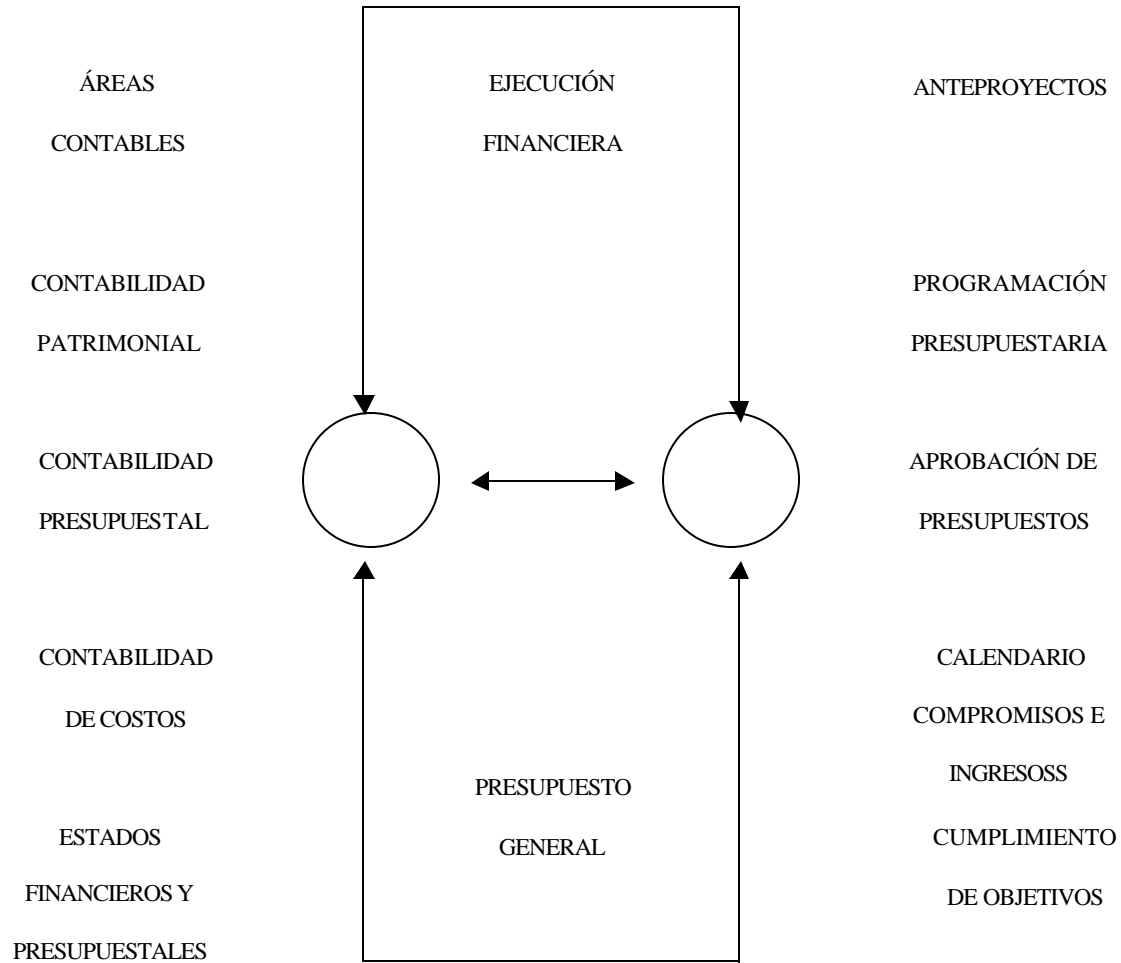 ÁREAS
CONTABLES
CONTABILIDAD
PATRIMONIAL
CONTABILIDAD
PRESUPUESTAL
CONTABILIDAD
DE COSTOS
ESTADOS
FINANCIEROS Y
PRESUPUESTALES
EJECUCIÓN
FINANCIERA
PRESUPUESTO
GENERAL
ANTEPROYECTOS
PROGRAMACIÓN
PRESUPUESTARIA
APROBACIÓN DE
PRESUPUESTOS
CALENDARIO
COMPROMISOS E
INGRESOSS
CUMPLIMIENTO
DE OBJETIVOS